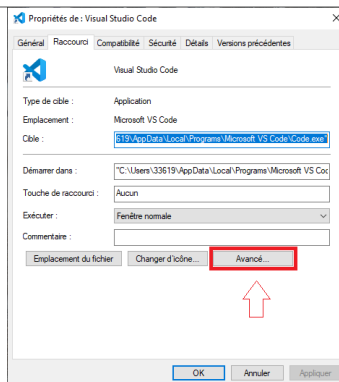 Propriétés de : Visual Studio Code
Général Raccourci Compatibilité Sécurité Détails Versions précédentes
Visual Studio Code
Type de cible : Application
Emplacement : Microsoft VS Code
Cible : 619\AppData\Local\Programs\Microsoft VS Code\Code.exe"
Démarrer dans : "C:\Users\33619\AppData\Local\Programs\Microsoft VS Coc
Touche de raccourci : Aucun
Exécuter : Fenêtre normale
Commentaire :
Emplacement du fichier Changer d'icône... Avancé...
OK Annuler Appliquer